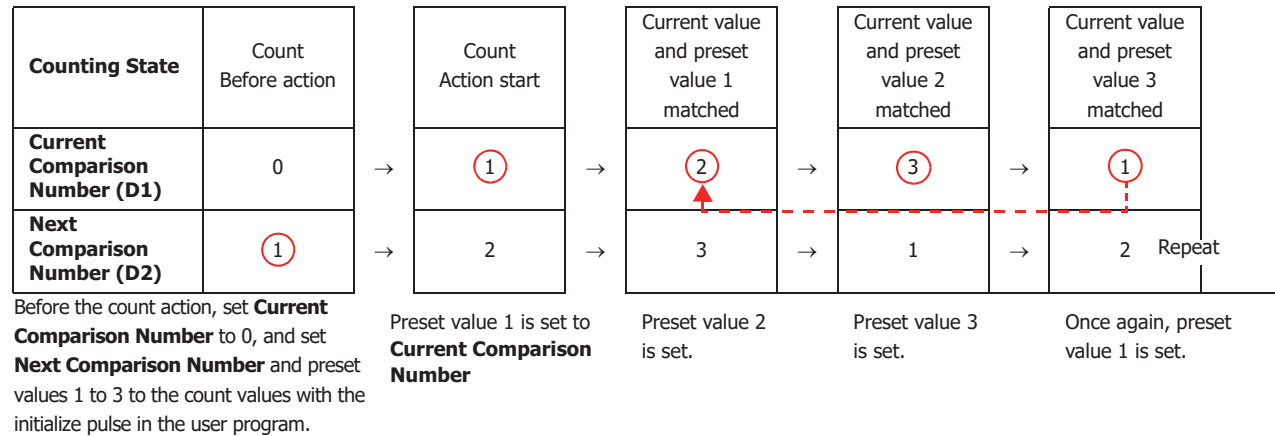 Counting State
Count
Before action
Count
Action start
Current value
and preset
value 1
matched
Current value
and preset
value 2
matched
Current value
and preset
value 3
matched
Current
Comparison
Number (D1)
0
→
1
→
2
→
3
→
1
Next
Comparison
Number (D2)
1
→
2
→
3
→
1
→
2
Repeat
Before the count action, set Current
Comparison Number to 0, and set
Next Comparison Number and preset
values 1 to 3 to the count values with the
initialize pulse in the user program.
Preset value 1 is set to
Current Comparison
Number
Preset value 2
is set.
Preset value 3
is set.
Once again, preset
value 1 is set.